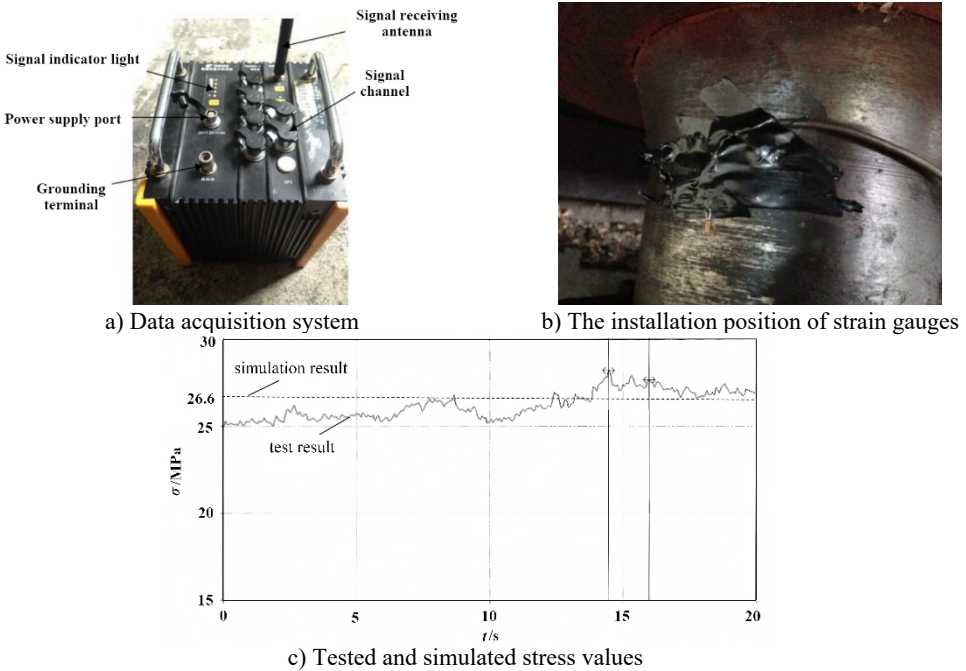 Signal receiving
antenna
Signal indicator light
Signal
channel
Power supply port
Grounding
terminal
a) Data acquisition system
b) The installation position of strain gauges
30
simulation result
26.6
25
test result
σ/MPa
20
15
0
5
10
15
20
t/s
c) Tested and simulated stress values